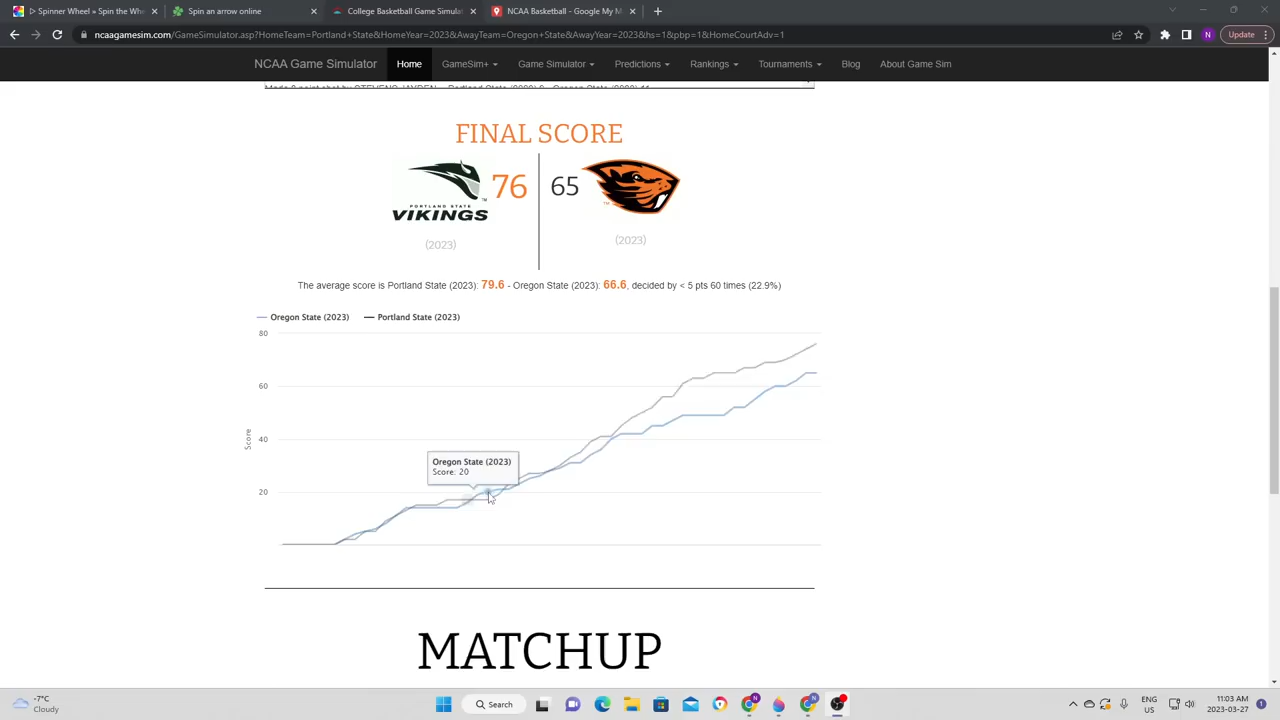 Spinner Wheel » Spin the Whe
Spin an arrow online
College Basketball Game Simulat
NCAA Basketball - Google My M
ncaagamesim.com/GameSimulator.asp?HomeTeam=Portland+State&HomeYear=2023&AwayTeam=Oregon+State&AwayYear=2023&hs=1&pbp=1&HomeCourtAdv=1
N
Update
NCAA Game Simulator
Home
GameSim+
Game Simulator
Predictions
Rankings
Tournaments
Blog
About Game Sim
FINAL SCORE
76
65
PORTLAND STATE
VIKINGS
TM
(2023)
(2023)
The average score is Portland State (2023): 79.6 - Oregon State (2023): 66.6, decided by < 5 pts 60 times (22.9%)
Oregon State (2023)
Portland State (2023)
80
60
Score
40
Oregon State (2023)
Score: 20
20
MATCHUP
-7°C
Cloudy
Search
ENG
US
11:03 AM
2023-03-27